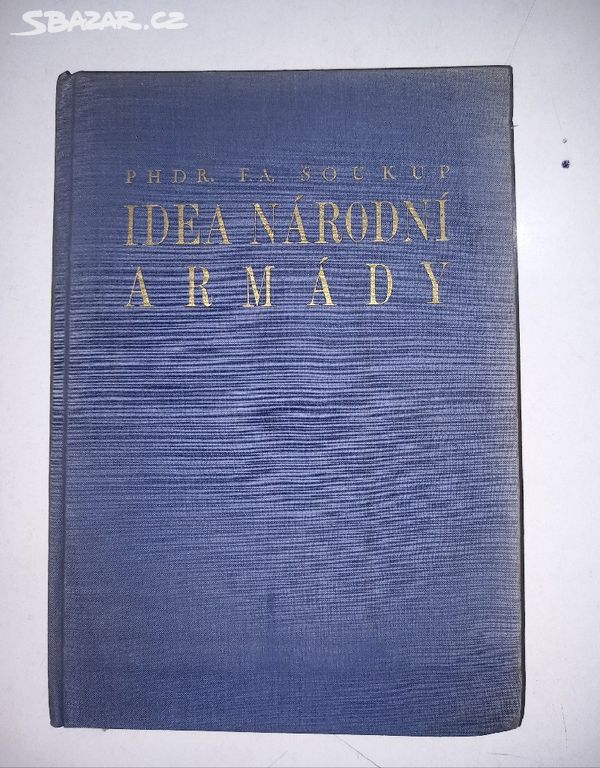 SBAZAR.CZ
PHDR. F.A. SOUKUP
IDEA NÁRODNÍ
ARMÁDY